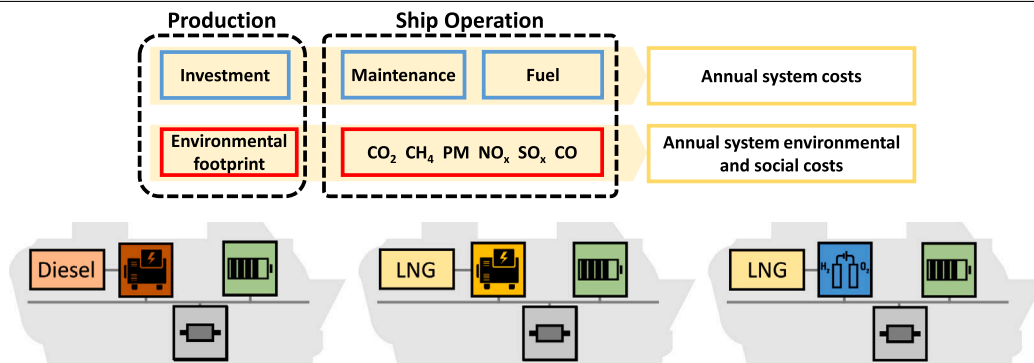 Production
Ship Operation
Investment
Maintenance
Fuel
Annual system costs
Environmental
footprint
CO₂ CH₄ PM NOₓ SOₓ CO
Annual system environmental
and social costs
Diesel
LNG
LNG
H₂
O₂